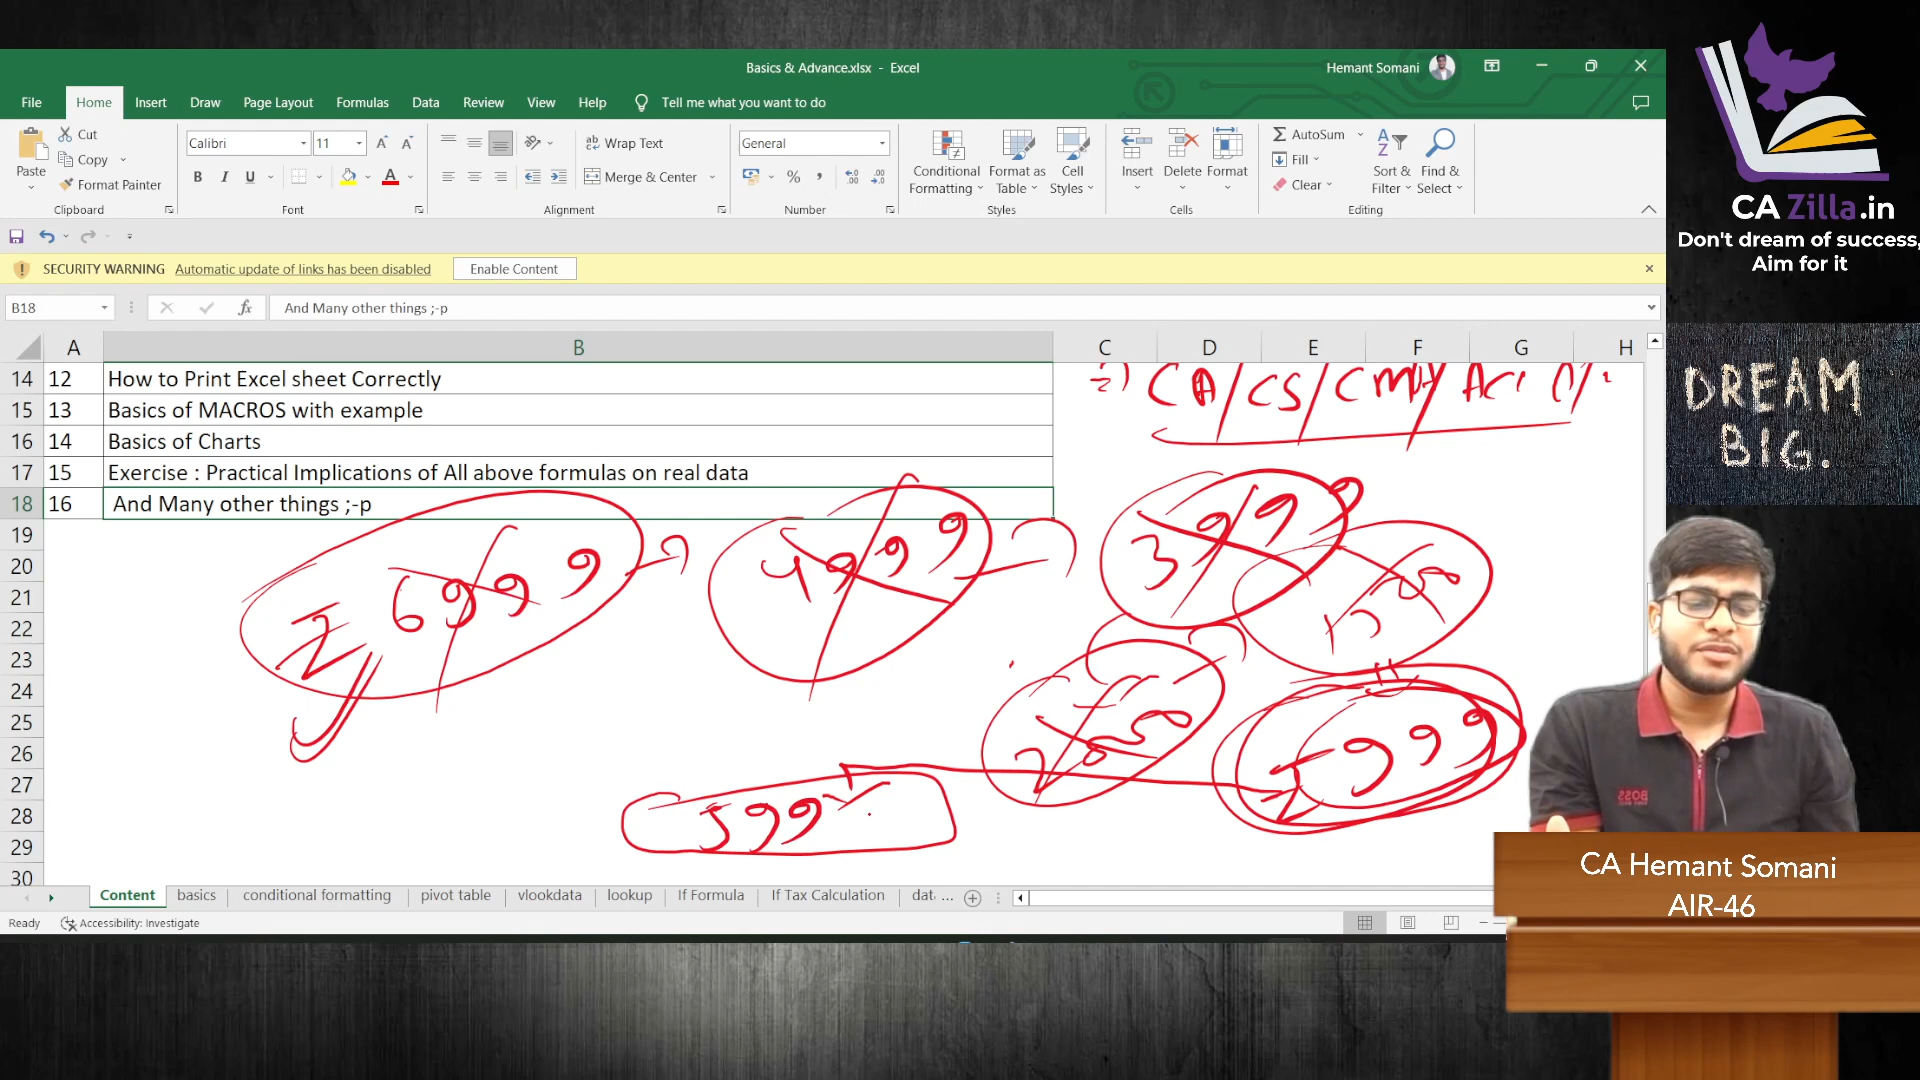 Basics & Advance.xlsx - Excel
Hemant Somani
File Home Insert Draw Page Layout Formulas Data Review View Help Tell me what you want to do
Paste
Cut
Copy
Format Painter
Calibri 11
B I U A
ab Wrap Text
Merge & Center
General
% ,
Conditional Formatting
Format as Table
Cell Styles
Insert Delete Format
AutoSum
Fill
Clear
Sort & Filter
Find & Select
Clipboard Font Alignment Number Styles Cells Editing
SECURITY WARNING Automatic update of links has been disabled Enable Content
B18 fx And Many other things ;-p
A B C D E F G H
14 12 How to Print Excel sheet Correctly
15 13 Basics of MACROS with example
16 14 Basics of Charts
17 15 Exercise : Practical Implications of All above formulas on real data
18 16 And Many other things ;-p
19
20
21
22
23
24
25
26
27
28
29
30
CA/CS/CMA/
6999
4999
3999
Content basics conditional formatting pivot table vlookdata lookup If Formula If Tax Calculation
Ready Accessibility: Investigate
CA Zilla.in
Don't dream of success,
Aim for it
DREAM
BIG.
BOSS
CA Hemant Somani
AIR-46